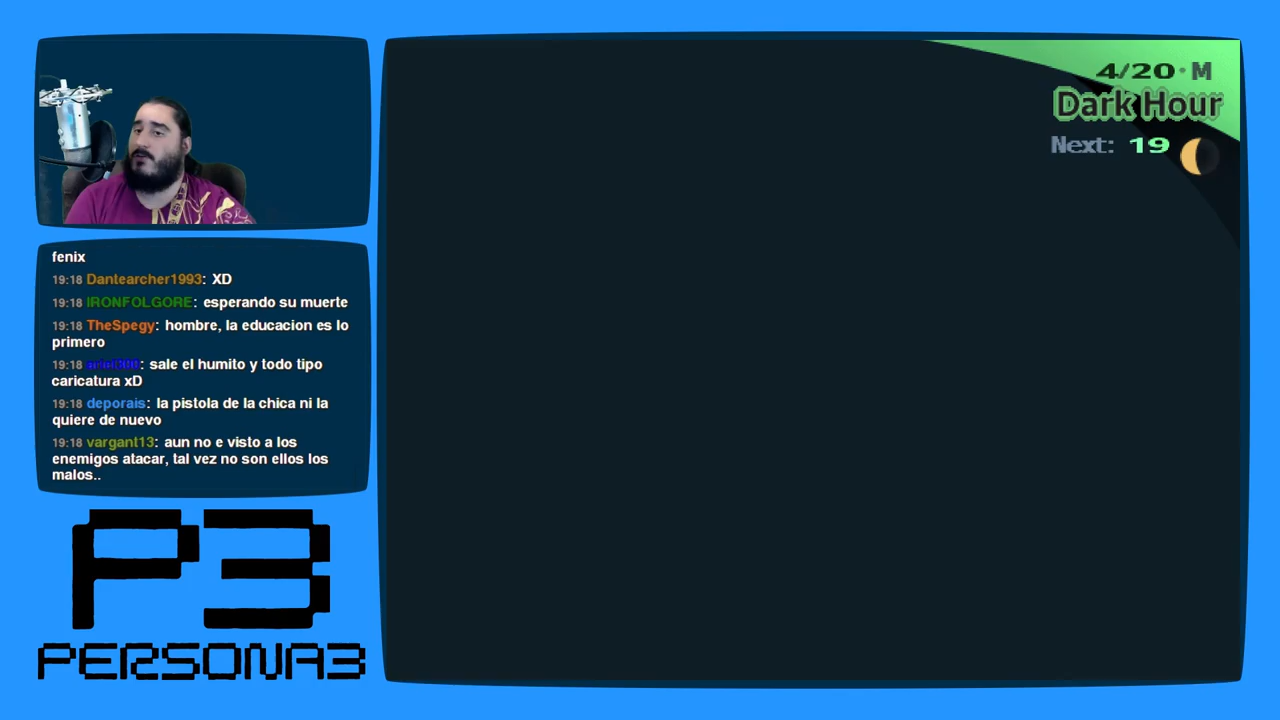 4/20·M
Dark Hour
Next: 19
fenix
19:18 Dantearcher1993: XD
19:18 IRONFOLGORE: esperando su muerte
19:18 TheSpegy: hombre, la educacion es lo
primero
19:18 : sale el humito y todo tipo
caricatura xD
19:18 deporais: la pistola de la chica ni la
quiere de nuevo
19:18 vargant13: aun no e visto a los
enemigos atacar, tal vez no son ellos los
malos..
P3
PERSONA3